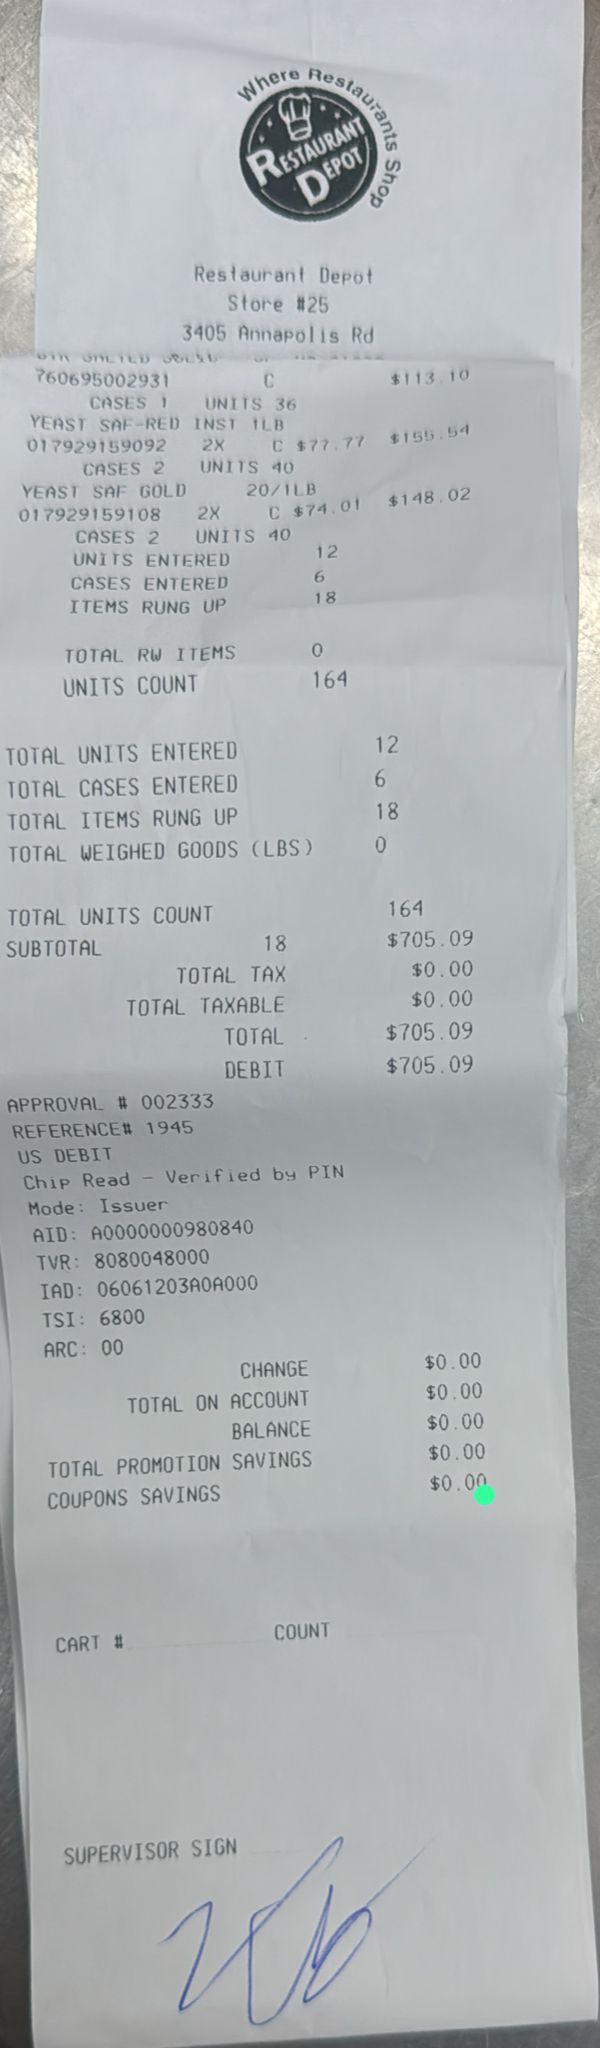 Where Restaurants Shop
RESTAURANT DEPOT
Restaurant Depot
Store #25
3405 Annapolis Rd
760695002931 C $113.10
CASES 1 UNITS 36
YEAST SAF-RED INST 1LB
017929159092 2X C $77.77 $155.54
CASES 2 UNITS 40
YEAST SAF GOLD 20/1LB
017929159108 2X C $74.01 $148.02
CASES 2 UNITS 40
UNITS ENTERED 12
CASES ENTERED 6
ITEMS RUNG UP 18
TOTAL RW ITEMS 0
UNITS COUNT 164
TOTAL UNITS ENTERED 12
TOTAL CASES ENTERED 6
TOTAL ITEMS RUNG UP 18
TOTAL WEIGHED GOODS (LBS) 0
TOTAL UNITS COUNT 164
SUBTOTAL 18 $705.09
TOTAL TAX $0.00
TOTAL TAXABLE $0.00
TOTAL $705.09
DEBIT $705.09
APPROVAL # 002333
REFERENCE# 1945
US DEBIT
Chip Read - Verified by PIN
Mode: Issuer
AID: A0000000980840
TVR: 8080048000
IAD: 06061203A0A000
TSI: 6800
ARC: 00
CHANGE $0.00
TOTAL ON ACCOUNT $0.00
BALANCE $0.00
TOTAL PROMOTION SAVINGS $0.00
COUPONS SAVINGS $0.00
CART # COUNT
SUPERVISOR SIGN